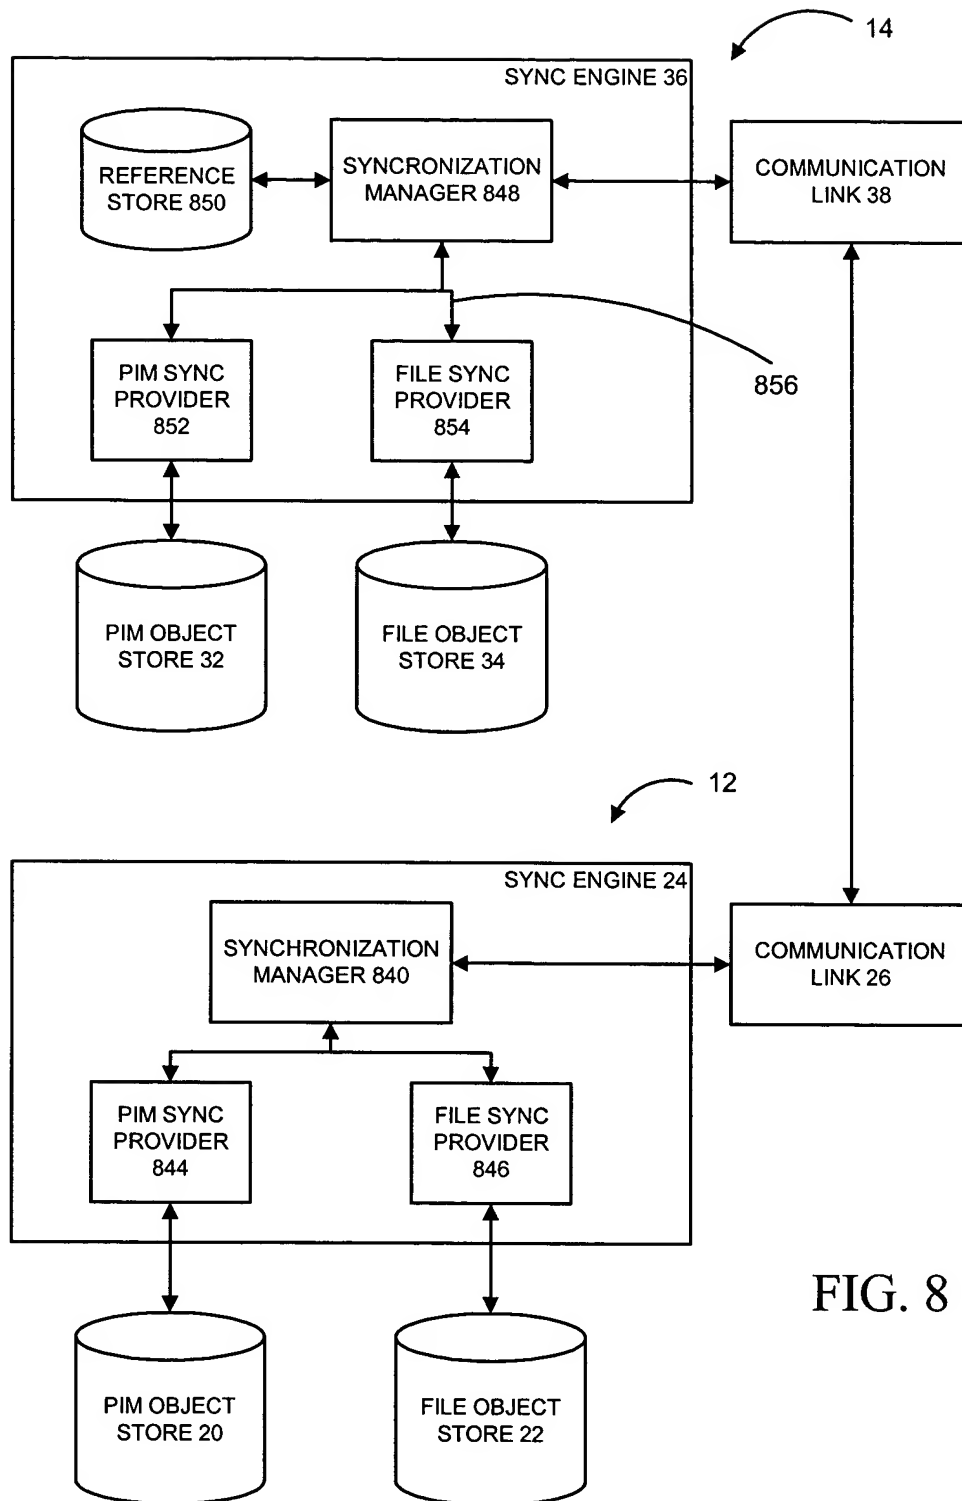 14
SYNC ENGINE 36
REFERENCE
STORE 850
SYNCRONIZATION
MANAGER 848
COMMUNICATION
LINK 38
PIM SYNC
PROVIDER
852
FILE SYNC
PROVIDER
854
856
PIM OBJECT
STORE 32
FILE OBJECT
STORE 34
12
SYNC ENGINE 24
SYNCHRONIZATION
MANAGER 840
COMMUNICATION
LINK 26
PIM SYNC
PROVIDER
844
FILE SYNC
PROVIDER
846
FIG. 8
PIM OBJECT
STORE 20
FILE OBJECT
STORE 22